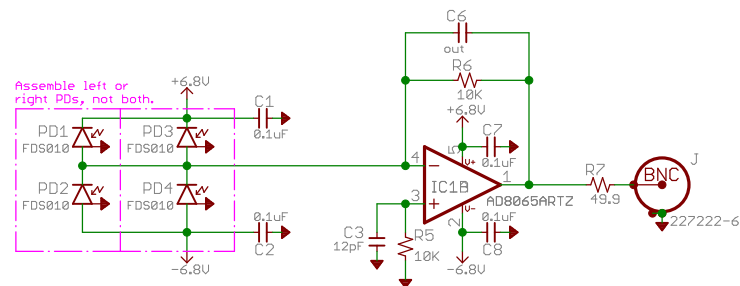 C6
out
R6
10K
Assemble left or
right PDs, not both.
+6.8V
C1
0.1uF
PD1
FDS010
PD3
FDS010
PD2
FDS010
PD4
FDS010
0.1uF
C2
-6.8V
+6.8V
C7
0.1uF
5
V+
4
3
IC1B
1
AD8065ARTZ
V-
2
0.1uF
C8
-6.8V
C3
12pF
R5
10K
R7
49.9
J
BNC
227222-6